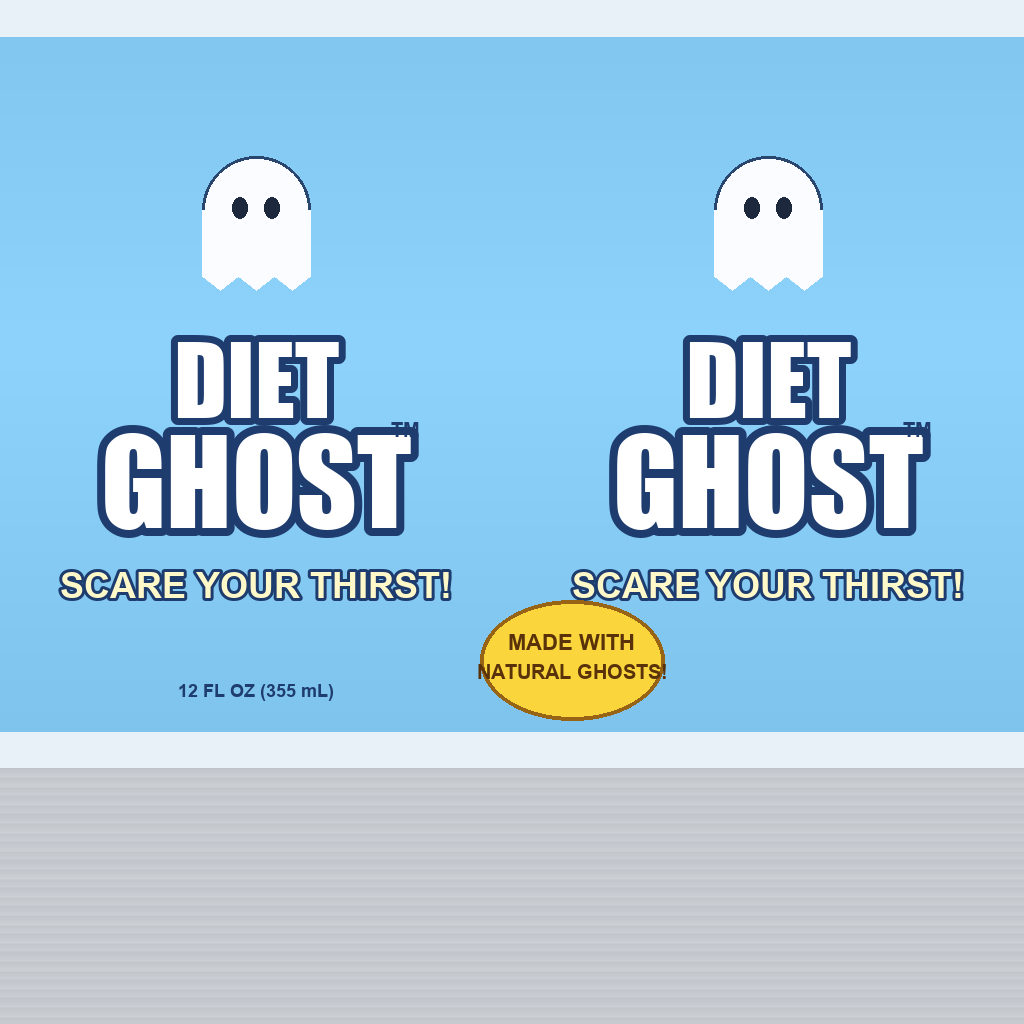 DIET
GHOST™
SCARE YOUR THIRST!
12 FL OZ (355 mL)
DIET
GHOST™
SCARE YOUR THIRST!
MADE WITH
NATURAL GHOSTS!